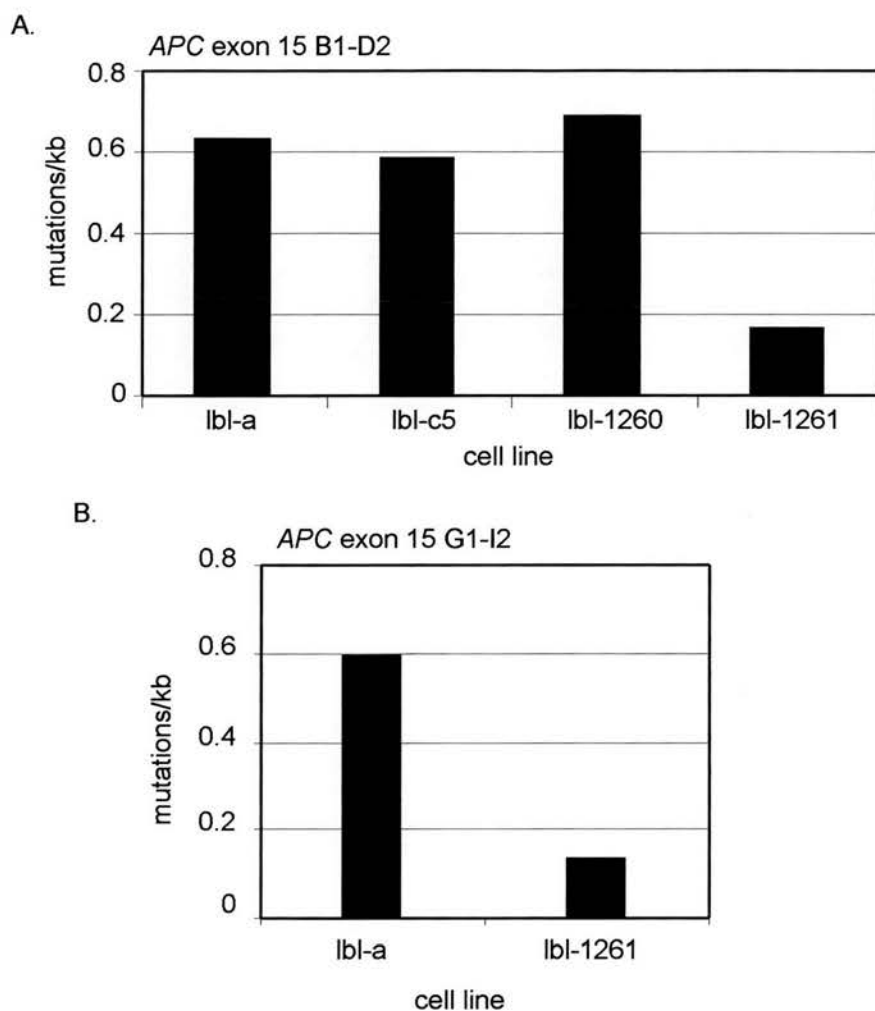 A.
APC exon 15 B1-D2
0.8
0.6
0.4
0.2
0
mutations/kb
lbl-a lbl-c5 lbl-1260 lbl-1261
cell line
B.
APC exon 15 G1-I2
0.8
0.6
0.4
0.2
0
mutations/kb
lbl-a lbl-1261
cell line